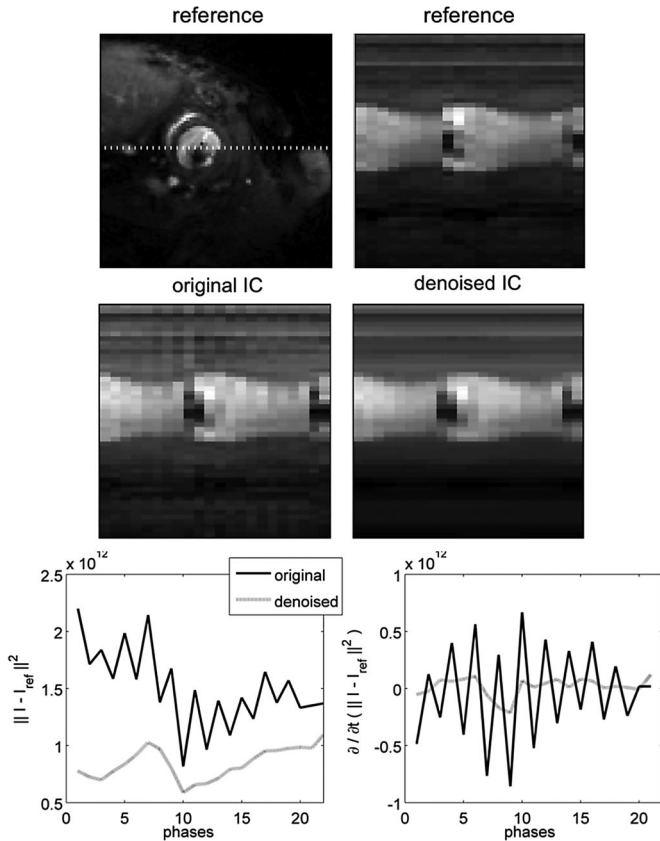 reference
reference
original IC
denoised IC
x 10^12
2.5
2
1.5
1
0.5
|| I - I_ref ||^2
0
5
10
15
20
phases
original
denoised
x 10^12
1
0.5
0
-0.5
-1
∂ / ∂t ( || I - I_ref ||^2 )
0
5
10
15
20
phases